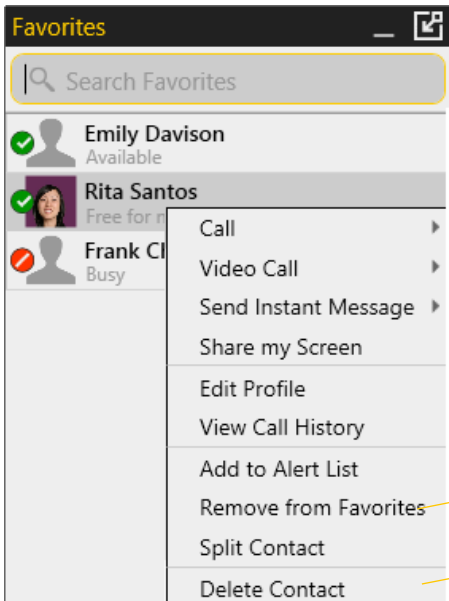 Favorites
Search Favorites
Emily Davison
Available
Rita Santos
Free for
Frank
Busy
Call
Video Call
Send Instant Message
Share my Screen
Edit Profile
View Call History
Add to Alert List
Remove from Favorites
Split Contact
Delete Contact